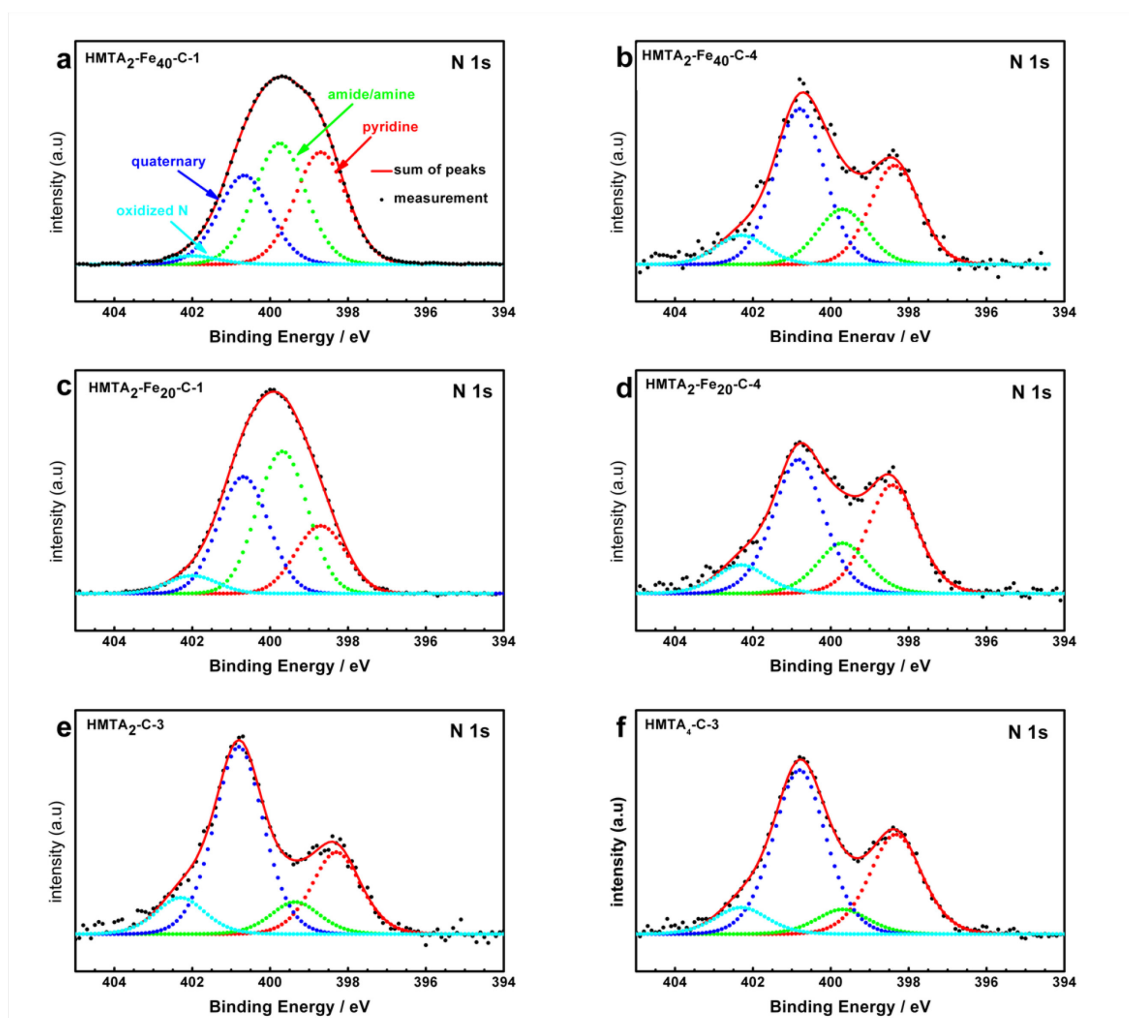 a
HMTA₂-Fe₄₀-C-1
N 1s
amide/amine
pyridine
quaternary
sum of peaks
oxidized N
measurement
intensity (a.u)
404 402 400 398 396 394
Binding Energy / eV
b
HMTA₂-Fe₄₀-C-4
N 1s
intensity (a.u)
404 402 400 398 396 394
Binding Energy / eV
c
HMTA₂-Fe₂₀-C-1
N 1s
intensity (a.u)
404 402 400 398 396 394
Binding Energy / eV
d
HMTA₂-Fe₂₀-C-4
N 1s
intensity (a.u)
404 402 400 398 396 394
Binding Energy / eV
e
HMTA₂-C-3
N 1s
intensity (a.u)
404 402 400 398 396 394
Binding Energy / eV
f
HMTA₄-C-3
N 1s
intensity (a.u)
404 402 400 398 396 394
Binding Energy / eV